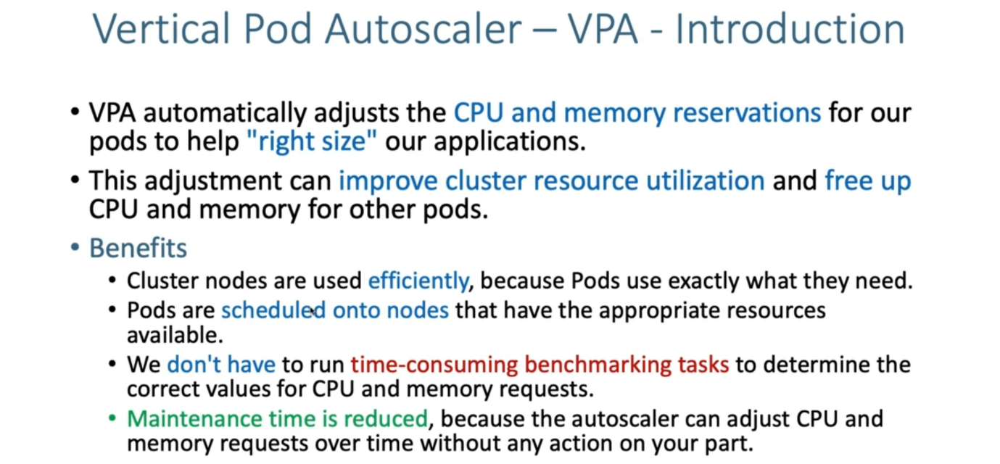 Vertical Pod Autoscaler – VPA - Introduction
• VPA automatically adjusts the CPU and memory reservations for our
pods to help "right size" our applications.
• This adjustment can improve cluster resource utilization and free up
CPU and memory for other pods.
• Benefits
• Cluster nodes are used efficiently, because Pods use exactly what they need.
• Pods are scheduled onto nodes that have the appropriate resources
available.
• We don't have to run time-consuming benchmarking tasks to determine the
correct values for CPU and memory requests.
• Maintenance time is reduced, because the autoscaler can adjust CPU and
memory requests over time without any action on your part.